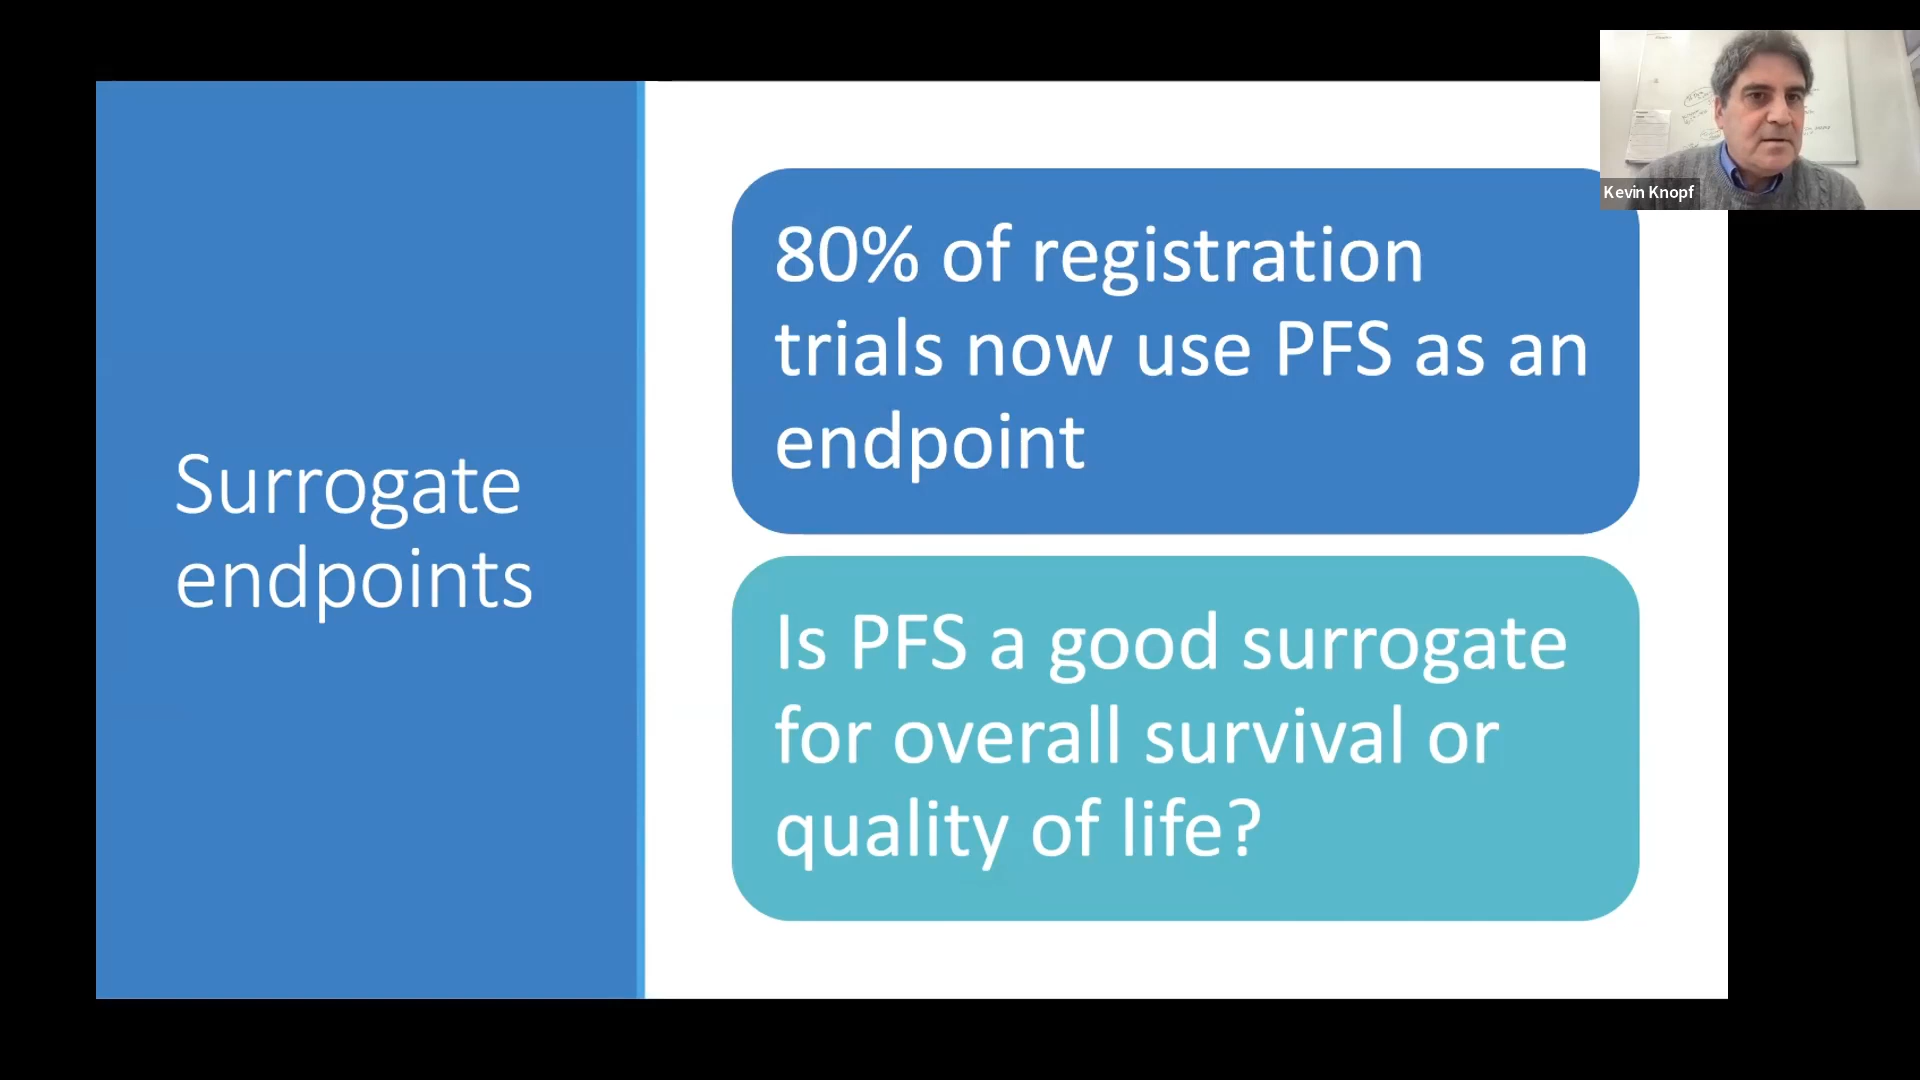 Surrogate
endpoints
80% of registration
trials now use PFS as an
endpoint
Is PFS a good surrogate
for overall survival or
quality of life?
Kevin Knopf